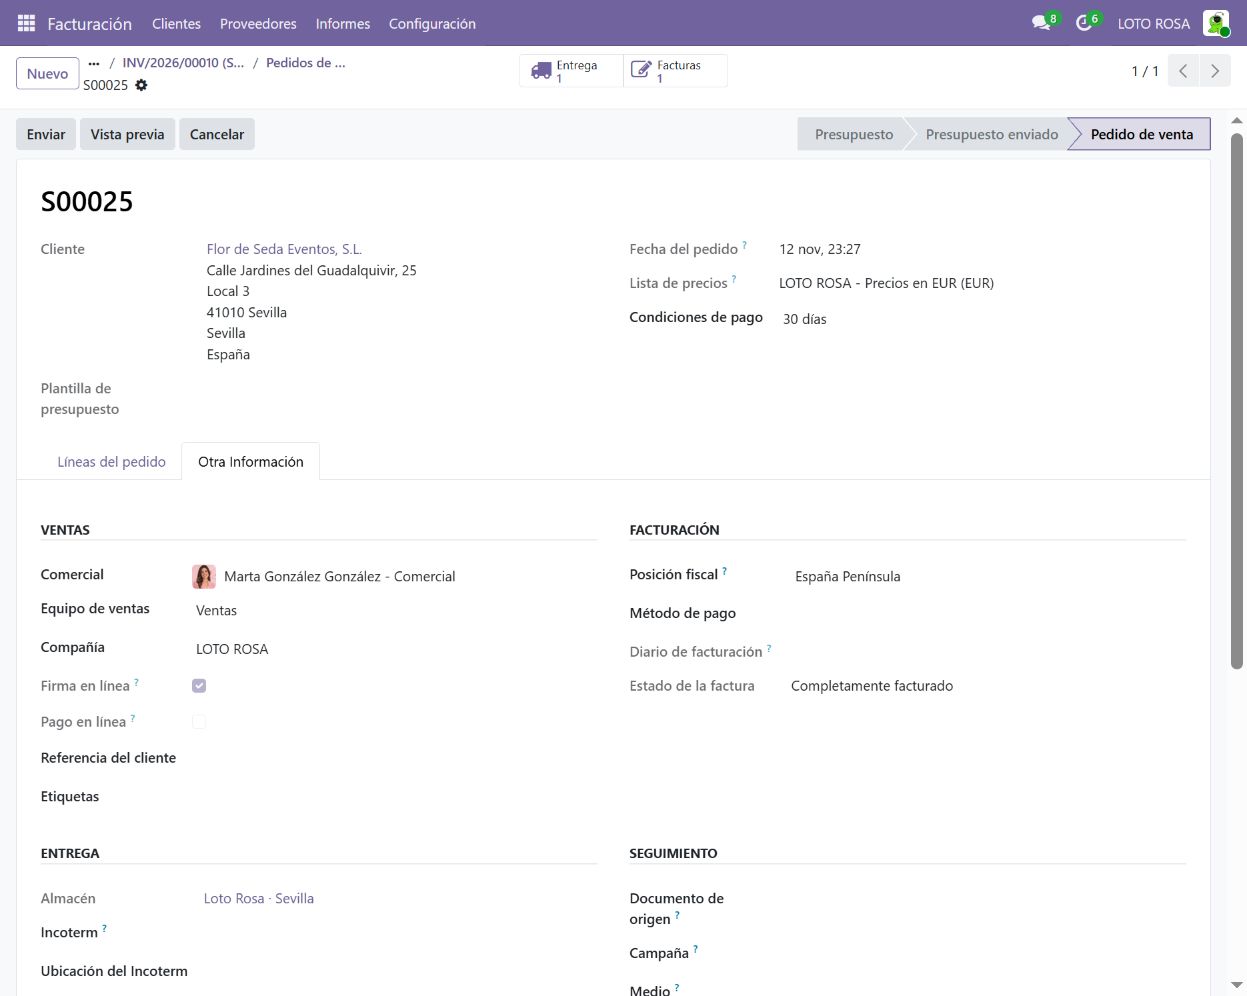 Facturación Clientes Proveedores Informes Configuración 8 6 LOTO ROSA
Nuevo ... / INV/2026/00010 (S... / Pedidos de ...
S00025
Entrega 1
Facturas 1
1 / 1
Enviar Vista previa Cancelar
Presupuesto Presupuesto enviado Pedido de venta
S00025
Cliente
Flor de Seda Eventos, S.L.
Calle Jardines del Guadalquivir, 25
Local 3
41010 Sevilla
Sevilla
España
Plantilla de
presupuesto
Fecha del pedido ? 12 nov, 23:27
Lista de precios ? LOTO ROSA - Precios en EUR (EUR)
Condiciones de pago 30 días
Líneas del pedido Otra Información
VENTAS
Comercial Marta González González - Comercial
Equipo de ventas Ventas
Compañía LOTO ROSA
Firma en línea ?
Pago en línea ?
Referencia del cliente
Etiquetas
FACTURACIÓN
Posición fiscal ? España Península
Método de pago
Diario de facturación ?
Estado de la factura Completamente facturado
ENTREGA
Almacén Loto Rosa · Sevilla
Incoterm ?
Ubicación del Incoterm
SEGUIMIENTO
Documento de
origen ?
Campaña ?
Medio ?